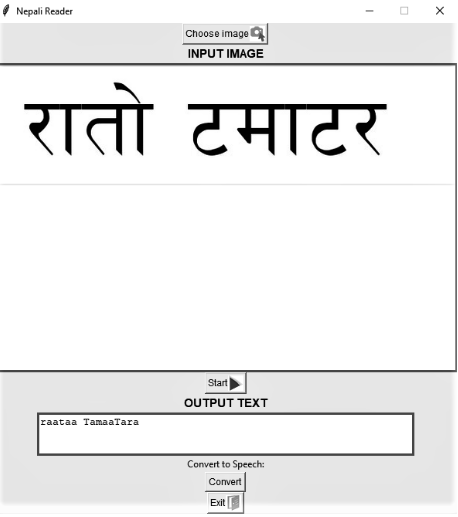 Nepali Reader
Choose image
INPUT IMAGE
रातो टमाटर
Start
OUTPUT TEXT
raataa TamaaTara
Convert to Speech:
Convert
Exit